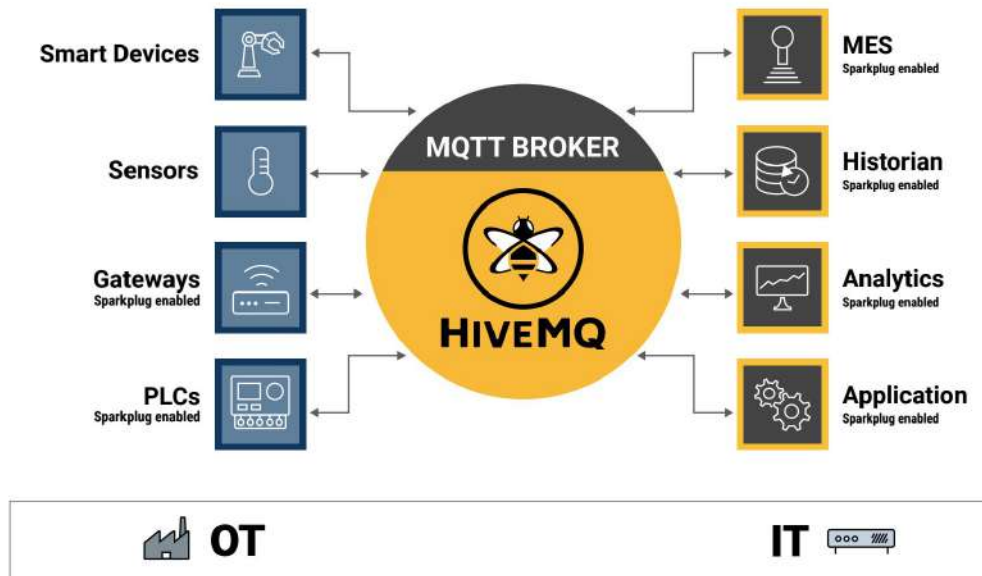 Smart Devices
Sensors
Gateways
Sparkplug enabled
PLCs
Sparkplug enabled
MQTT BROKER
HIVEMQ
MES
Sparkplug enabled
Historian
Sparkplug enabled
Analytics
Sparkplug enabled
Application
Sparkplug enabled
OT
IT